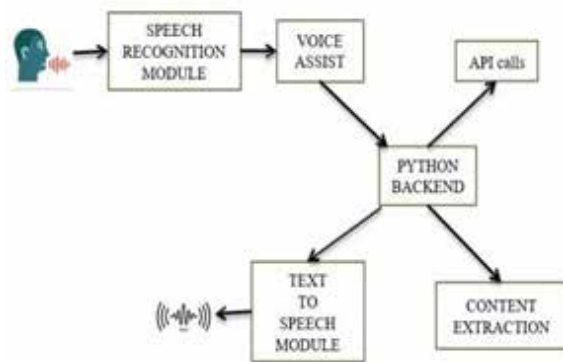 SPEECH
RECOGNITION
MODULE
VOICE
ASSIST
API calls
PYTHON
BACKEND
TEXT
TO
SPEECH
MODULE
CONTENT
EXTRACTION